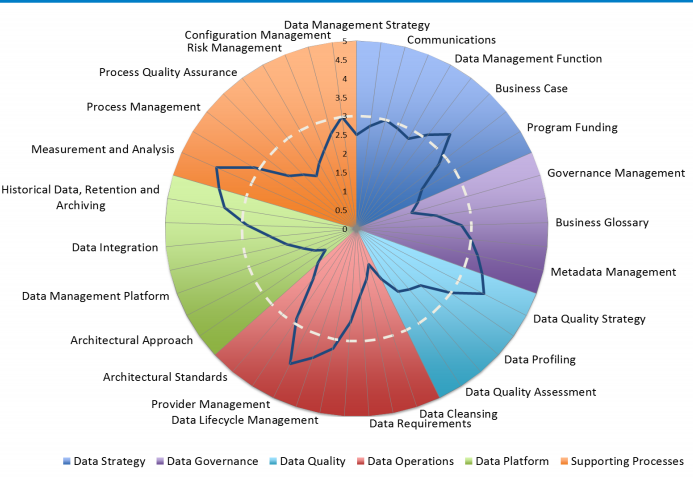 Data Management Strategy
Communications
Data Management Function
Business Case
Program Funding
Governance Management
Business Glossary
Metadata Management
Data Quality Strategy
Data Profiling
Data Quality Assessment
Data Cleansing
Data Requirements
Data Lifecycle Management
Provider Management
Architectural Standards
Architectural Approach
Data Management Platform
Data Integration
Historical Data, Retention and
Archiving
Measurement and Analysis
Process Management
Process Quality Assurance
Risk Management
Configuration Management
5
4.5
4
3.5
3
2.5
2
1.5
1
0.5
0
Data Strategy
Data Governance
Data Quality
Data Operations
Data Platform
Supporting Processes